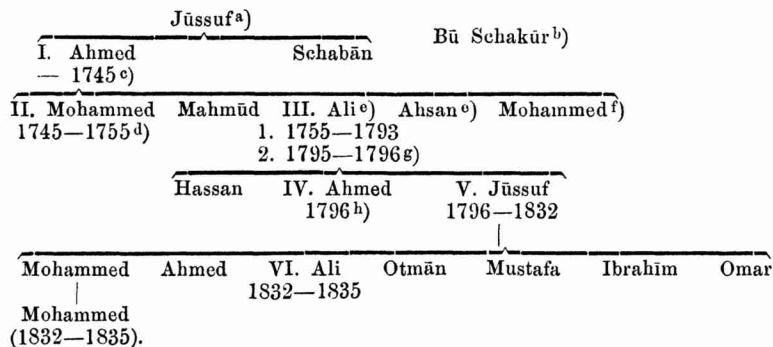 Jūssuf a)
Bū Schakūr b)
I. Ahmed Schabān
— 1745 c)
II. Mohammed Mahmūd III. Ali e) Ahsan e) Mohammed f)
1745—1755 d) 1. 1755—1793
2. 1795—1796 g)
Hassan IV. Ahmed V. Jūssuf
1796 h) 1796—1832
Mohammed Ahmed VI. Ali Otmān Mustafa Ibrahīm Omar
1832—1835
Mohammed
(1832—1835).